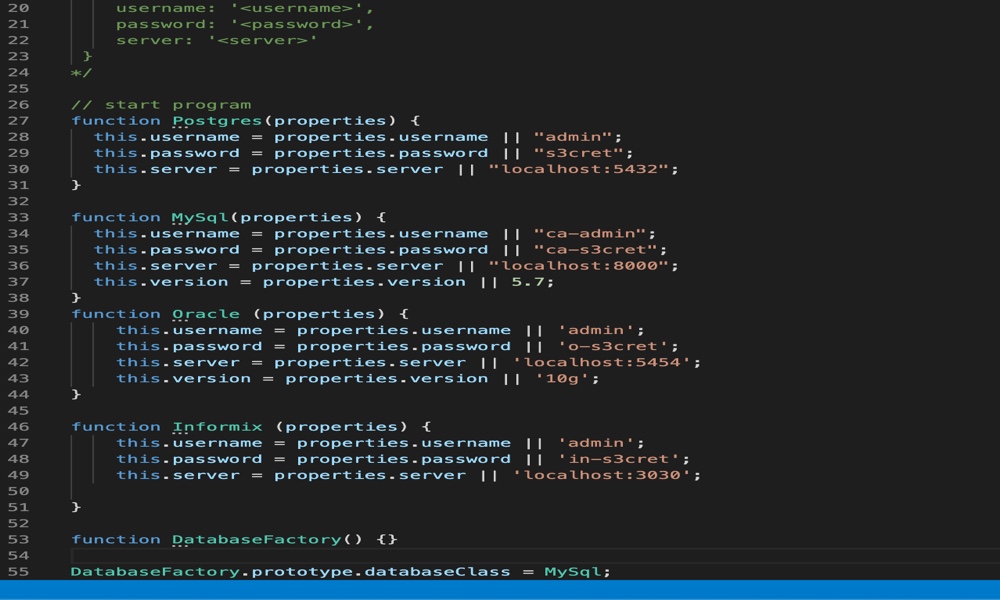 20 username: '<username>',
21 password: '<password>',
22 server: '<server>'
23 }
24 */
25
26 // start program
27 function Postgres(properties) {
28 this.username = properties.username || "admin";
29 this.password = properties.password || "s3cret";
30 this.server = properties.server || "localhost:5432";
31 }
32
33 function MySql(properties) {
34 this.username = properties.username || "ca-admin";
35 this.password = properties.password || "ca-s3cret";
36 this.server = properties.server || "localhost:8000";
37 this.version = properties.version || 5.7;
38 }
39 function Oracle (properties) {
40 this.username = properties.username || 'admin';
41 this.password = properties.password || 'o-s3cret';
42 this.server = properties.server || 'localhost:5454';
43 this.version = properties.version || '10g';
44 }
45
46 function Informix (properties) {
47 this.username = properties.username || 'admin';
48 this.password = properties.password || 'in-s3cret';
49 this.server = properties.server || 'localhost:3030';
50
51 }
52
53 function DatabaseFactory() {}
54
55 DatabaseFactory.prototype.databaseClass = MySql;